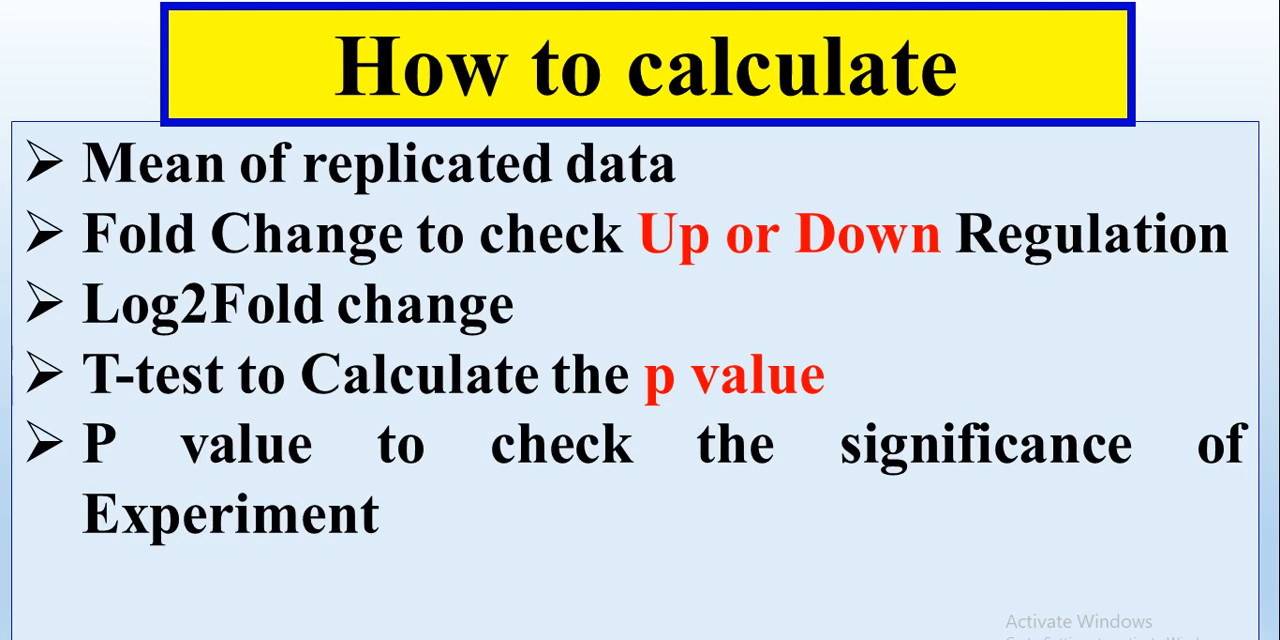 How to calculate
➢ Mean of replicated data
➢ Fold Change to check Up or Down Regulation
➢ Log2Fold change
➢ T-test to Calculate the p value
➢ P value to check the significance of
Experiment
Activate Windows